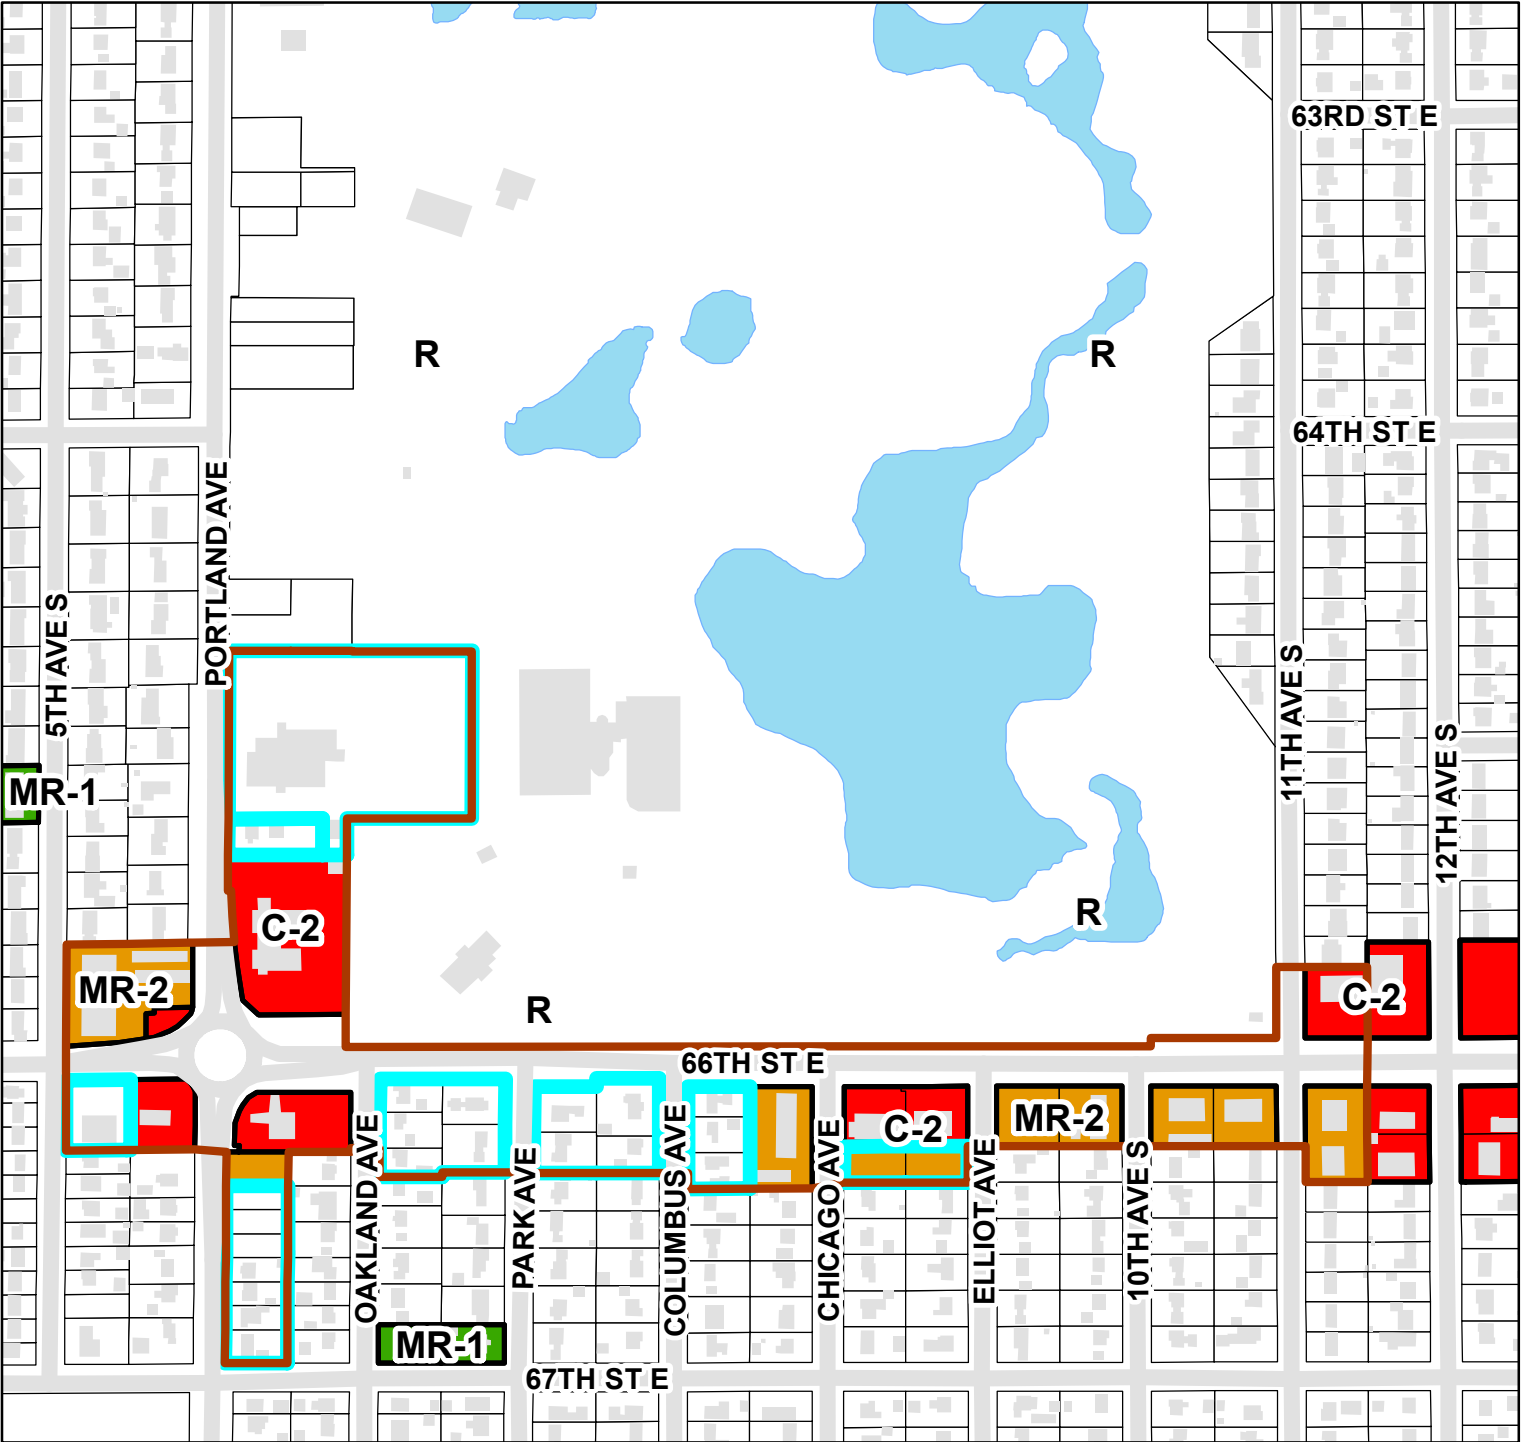 63RD ST E
R
R
64TH ST E
PORTLAND AVE
5TH AVE S
11TH AVE S
12TH AVE S
MR-1
C-2
R
MR-2
C-2
R
66TH ST E
MR-2
C-2
OAKLAND AVE
PARK AVE
COLUMBUS AVE
CHICAGO AVE
ELLIOT AVE
10TH AVE S
MR-1
67TH ST E